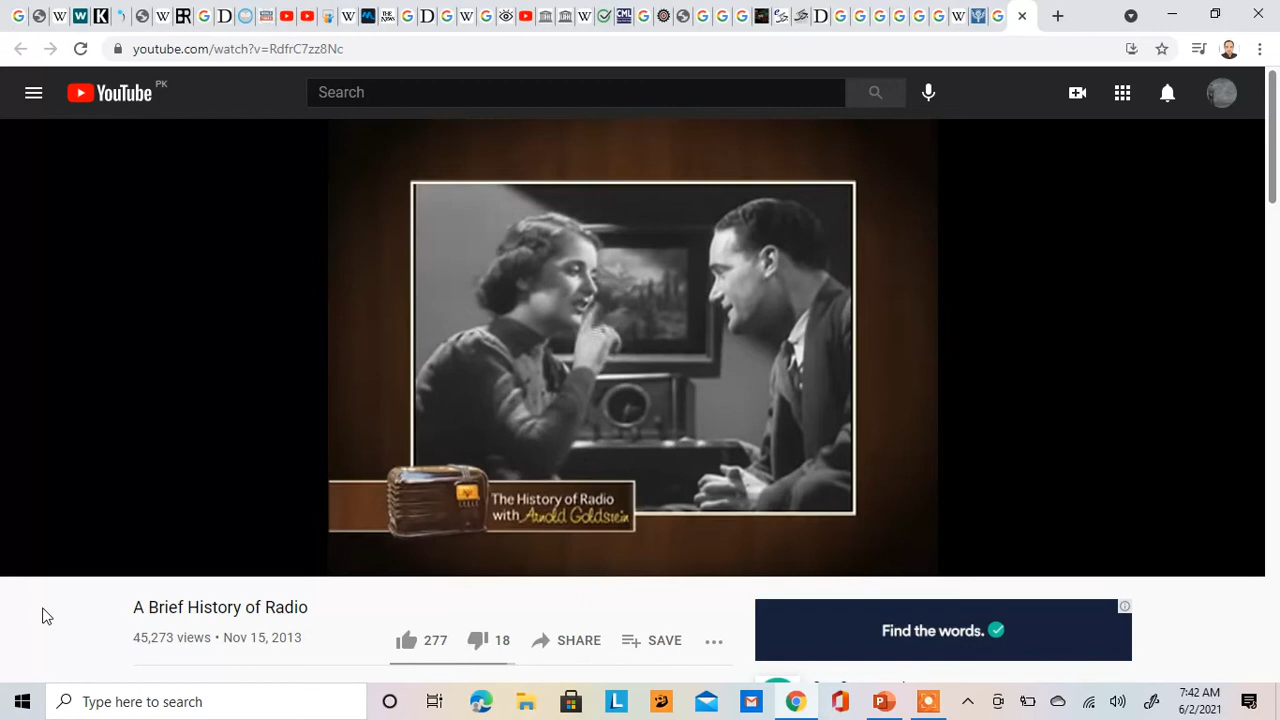 youtube.com/watch?v=RdfrC7zz8Nc
YouTube PK
Search
The History of Radio
with Arnold Goldstein
A Brief History of Radio
45,273 views • Nov 15, 2013
277
18
SHARE
SAVE
Find the words.
Type here to search
7:42 AM
6/2/2021